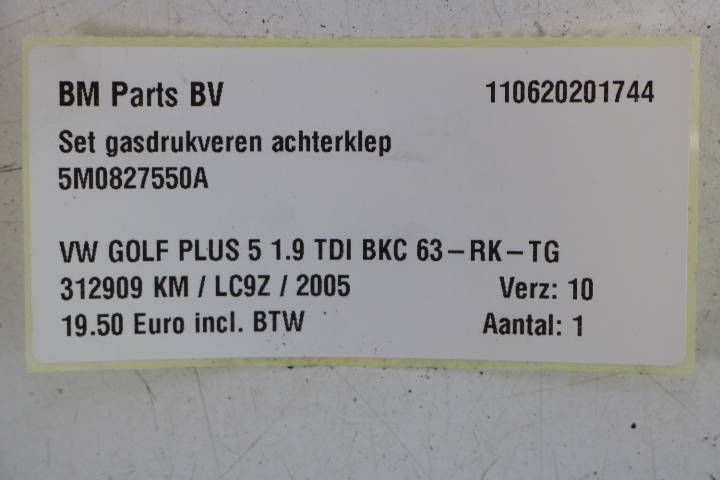 BM Parts BV 110620201744
Set gasdrukveren achterklep
5M0827550A
VW GOLF PLUS 5 1.9 TDI BKC 63-RK-TG
312909 KM / LC9Z / 2005 Verz: 10
19.50 Euro incl. BTW Aantal: 1